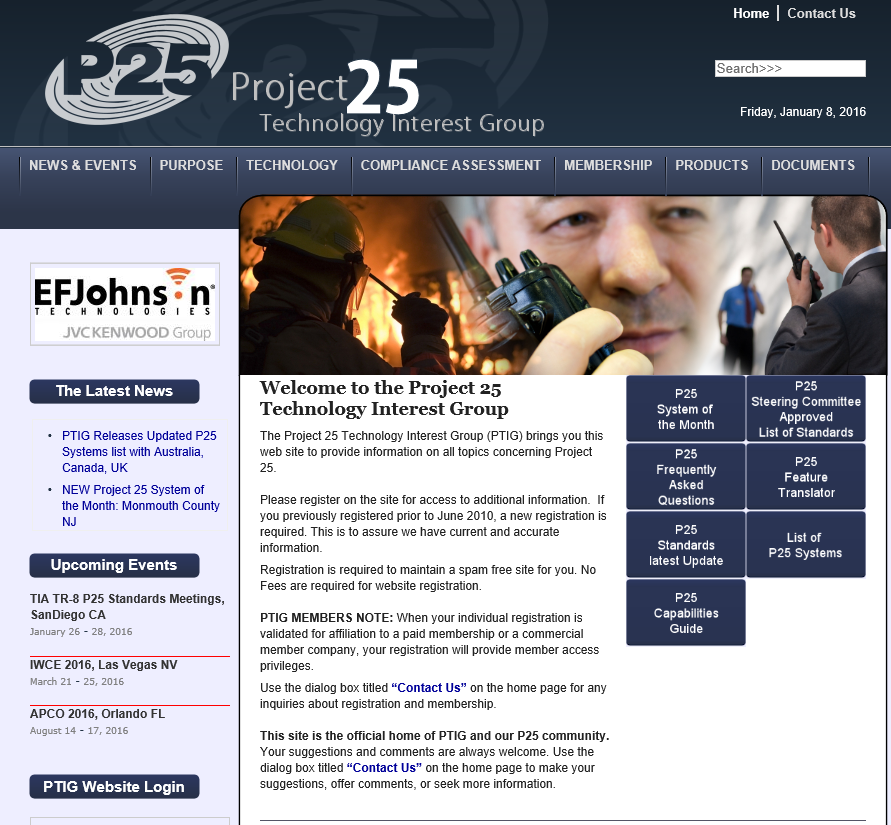 Home | Contact Us
P25
Project25
Technology Interest Group
Search>>>
Friday, January 8, 2016
NEWS & EVENTS
PURPOSE
TECHNOLOGY
COMPLIANCE ASSESSMENT
MEMBERSHIP
PRODUCTS
DOCUMENTS
EFJohnson®
TECHNOLOGIES
JVCKENWOOD Group
The Latest News
• PTIG Releases Updated P25
Systems list with Australia,
Canada, UK
• NEW Project 25 System of
the Month: Monmouth County
NJ
Upcoming Events
TIA TR-8 P25 Standards Meetings,
SanDiego CA
January 26 - 28, 2016
IWCE 2016, Las Vegas NV
March 21 - 25, 2016
APCO 2016, Orlando FL
August 14 - 17, 2016
PTIG Website Login
Welcome to the Project 25
Technology Interest Group
The Project 25 Technology Interest Group (PTIG) brings you this
web site to provide information on all topics concerning Project
25.
Please register on the site for access to additional information.  If
you previously registered prior to June 2010, a new registration is
required. This is to assure we have current and accurate
information.
Registration is required to maintain a spam free site for you. No
Fees are required for website registration.
PTIG MEMBERS NOTE: When your individual registration is
validated for affiliation to a paid membership or a commercial
member company, your registration will provide member access
privileges.
Use the dialog box titled “Contact Us” on the home page for any
inquiries about registration and membership.
This site is the official home of PTIG and our P25 community.
Your suggestions and comments are always welcome. Use the
dialog box titled “Contact Us” on the home page to make your
suggestions, offer comments, or seek more information.
P25
System of
the Month
P25
Steering Committee
Approved
List of Standards
P25
Frequently
Asked
Questions
P25
Feature
Translator
P25
Standards
latest Update
List of
P25 Systems
P25
Capabilities
Guide